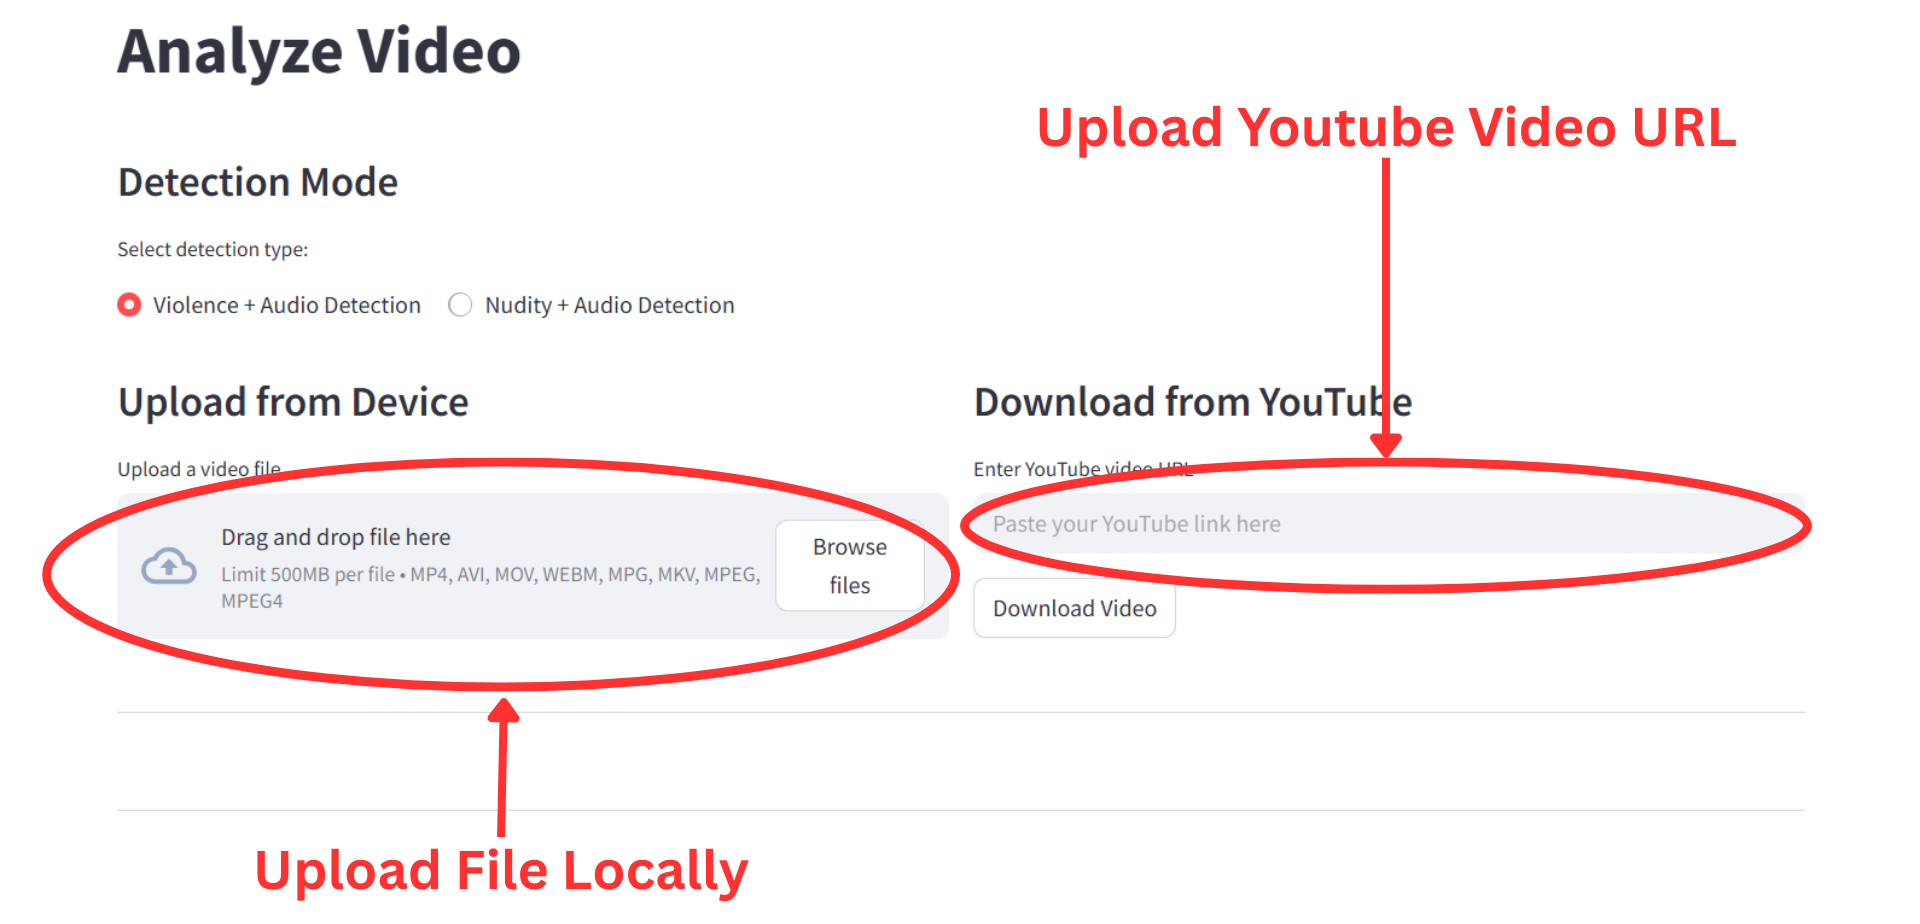 Analyze Video
Upload Youtube Video URL
Detection Mode
Select detection type:
Violence + Audio Detection
Nudity + Audio Detection
Upload from Device
Upload a video file
Drag and drop file here
Limit 500MB per file • MP4, AVI, MOV, WEBM, MPG, MKV, MPEG,
MPEG4
Browse
files
Download from YouTube
Enter YouTube video URL
Paste your YouTube link here
Download Video
Upload File Locally